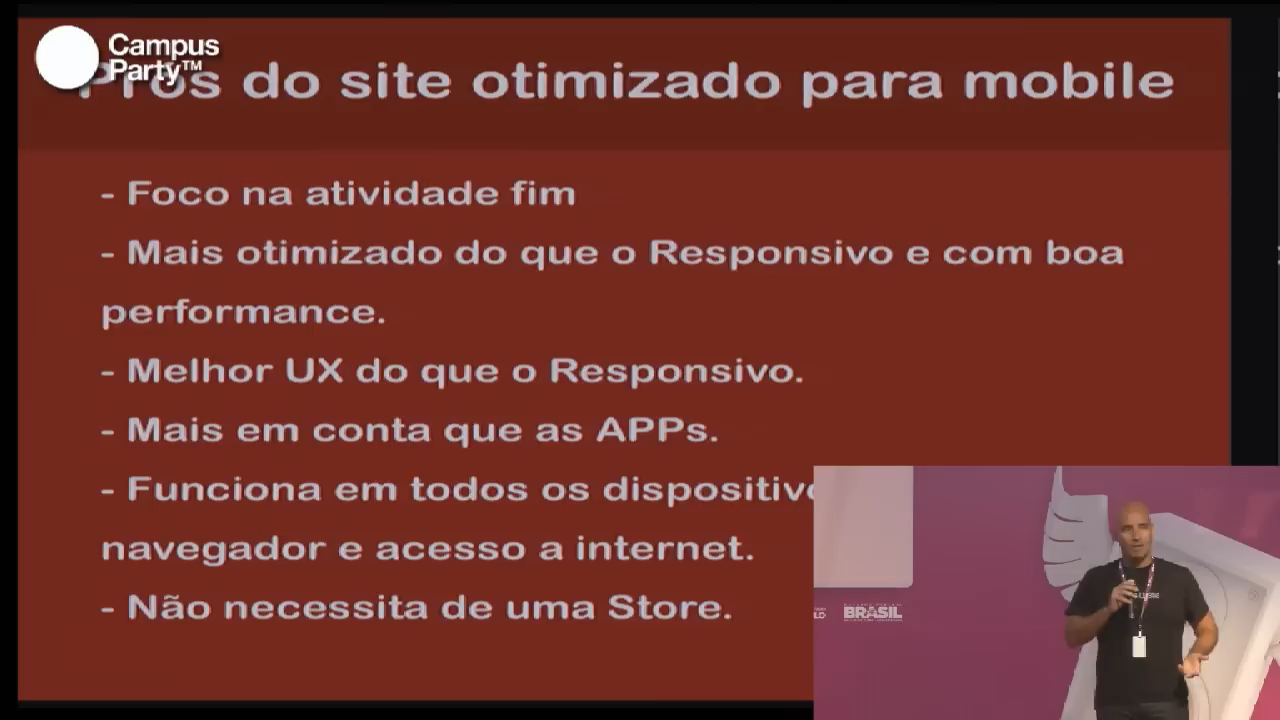 Campus
Party™
Prós do site otimizado para mobile
- Foco na atividade fim
- Mais otimizado do que o Responsivo e com boa
performance.
- Melhor UX do que o Responsivo.
- Mais em conta que as APPs.
- Funciona em todos os
navegador e acesso a internet.
- Não necessita de uma Store.
BRASIL